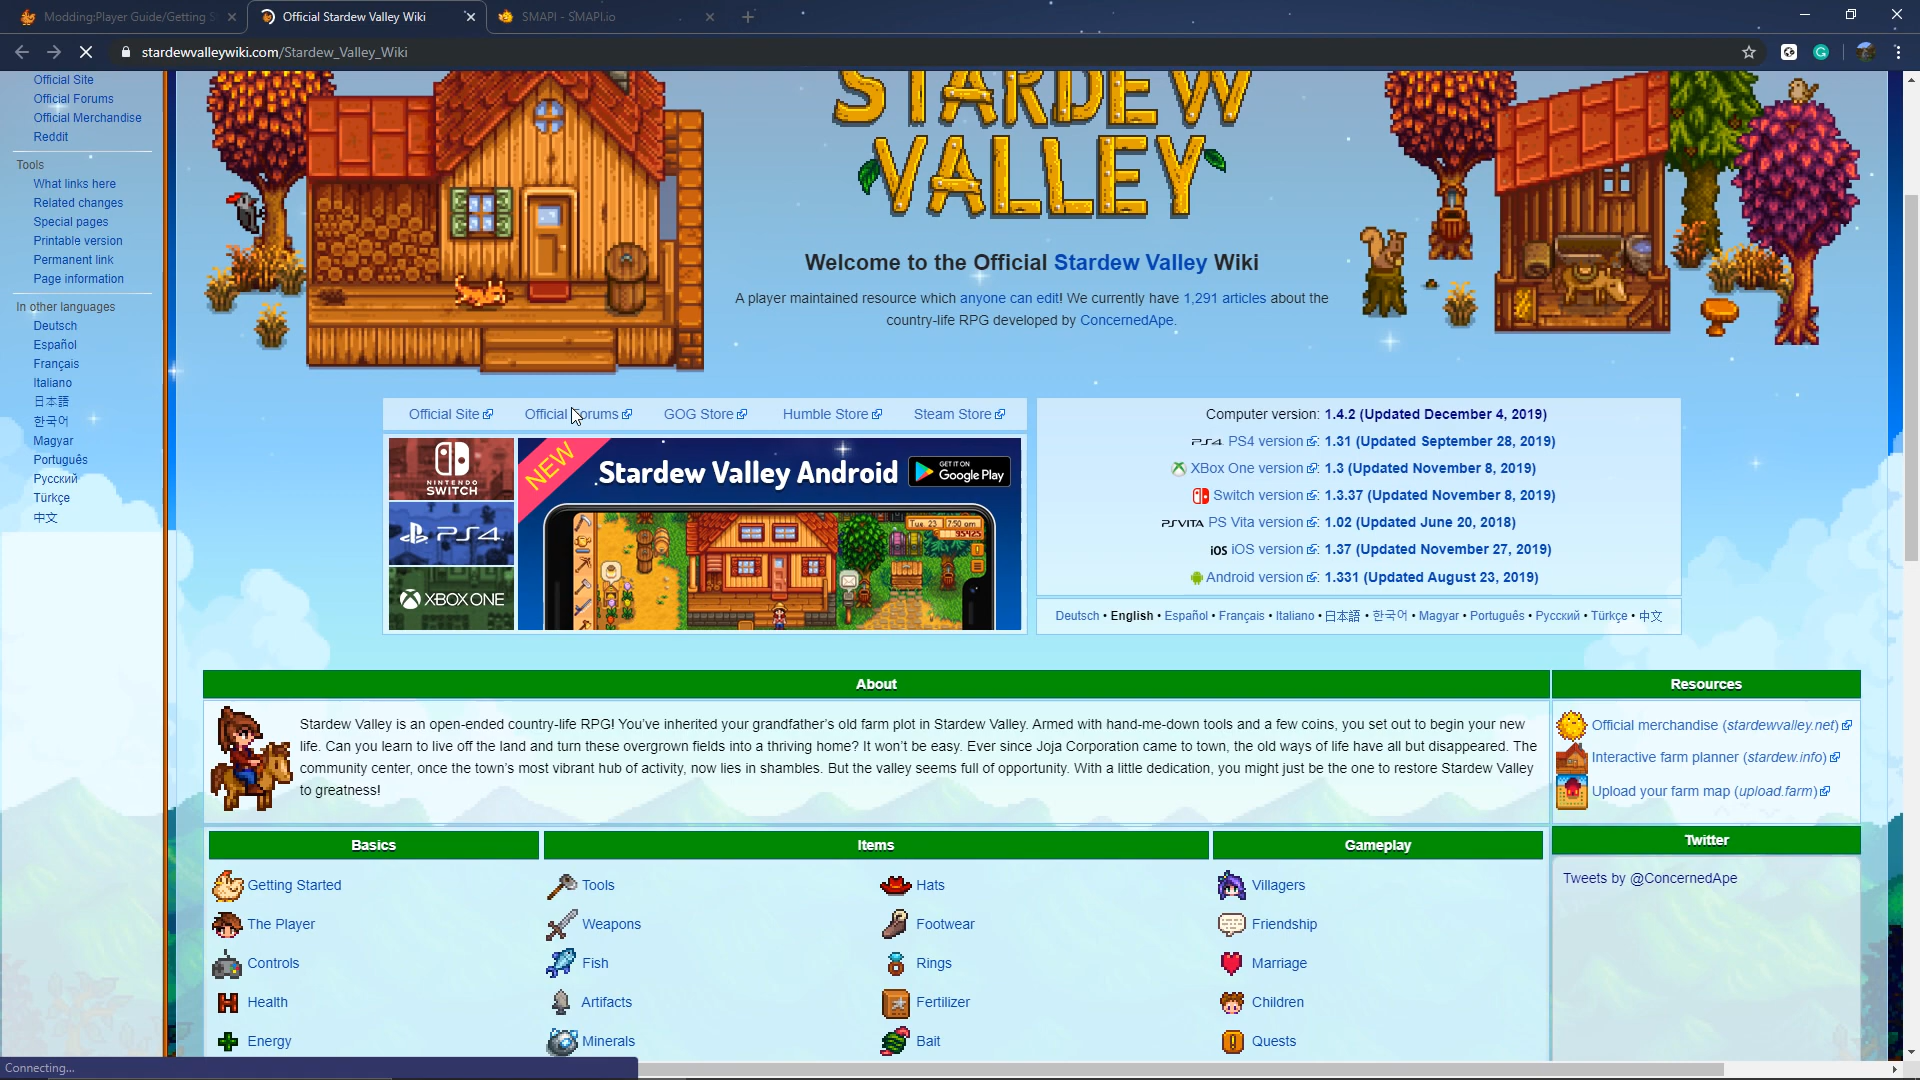 Modding:Player Guide/Getting S
Official Stardew Valley Wiki
SMAPI - SMAPI.io
stardewvalleywiki.com/Stardew_Valley_Wiki
Official Site
Official Forums
Official Merchandise
Reddit
Tools
What links here
Related changes
Special pages
Printable version
Permanent link
Page information
In other languages
Deutsch
Español
Français
Italiano
日本語
한국어
Magyar
Português
Русский
Türkçe
中文
STARDEW
VALLEY
Welcome to the Official Stardew Valley Wiki
A player maintained resource which anyone can edit! We currently have 1,291 articles about the
country-life RPG developed by ConcernedApe.
Official Site
Official Forums
GOG Store
Humble Store
Steam Store
NINTENDO
SWITCH
PS4
XBOX ONE
NEW
Stardew Valley Android
GET IT ON
Google Play
Tue. 23
7:50 am
95425
Computer version: 1.4.2 (Updated December 4, 2019)
PS4 PS4 version: 1.31 (Updated September 28, 2019)
XBox One version: 1.3 (Updated November 8, 2019)
Switch version: 1.3.37 (Updated November 8, 2019)
PSVITA PS Vita version: 1.02 (Updated June 20, 2018)
iOS iOS version: 1.37 (Updated November 27, 2019)
Android version: 1.331 (Updated August 23, 2019)
Deutsch • English • Español • Français • Italiano • 日本語 • 한국어 • Magyar • Português • Русский • Türkçe • 中文
About
Stardew Valley is an open-ended country-life RPG! You've inherited your grandfather's old farm plot in Stardew Valley. Armed with hand-me-down tools and a few coins, you set out to begin your new
life. Can you learn to live off the land and turn these overgrown fields into a thriving home? It won't be easy. Ever since Joja Corporation came to town, the old ways of life have all but disappeared. The
community center, once the town's most vibrant hub of activity, now lies in shambles. But the valley seems full of opportunity. With a little dedication, you might just be the one to restore Stardew Valley
to greatness!
Resources
Official merchandise (stardewvalley.net)
Interactive farm planner (stardew.info)
Upload your farm map (upload.farm)
Twitter
Tweets by @ConcernedApe
Basics
Getting Started
The Player
Controls
Health
Energy
Items
Tools
Weapons
Fish
Artifacts
Minerals
Hats
Footwear
Rings
Fertilizer
Bait
Gameplay
Villagers
Friendship
Marriage
Children
Quests
Connecting...